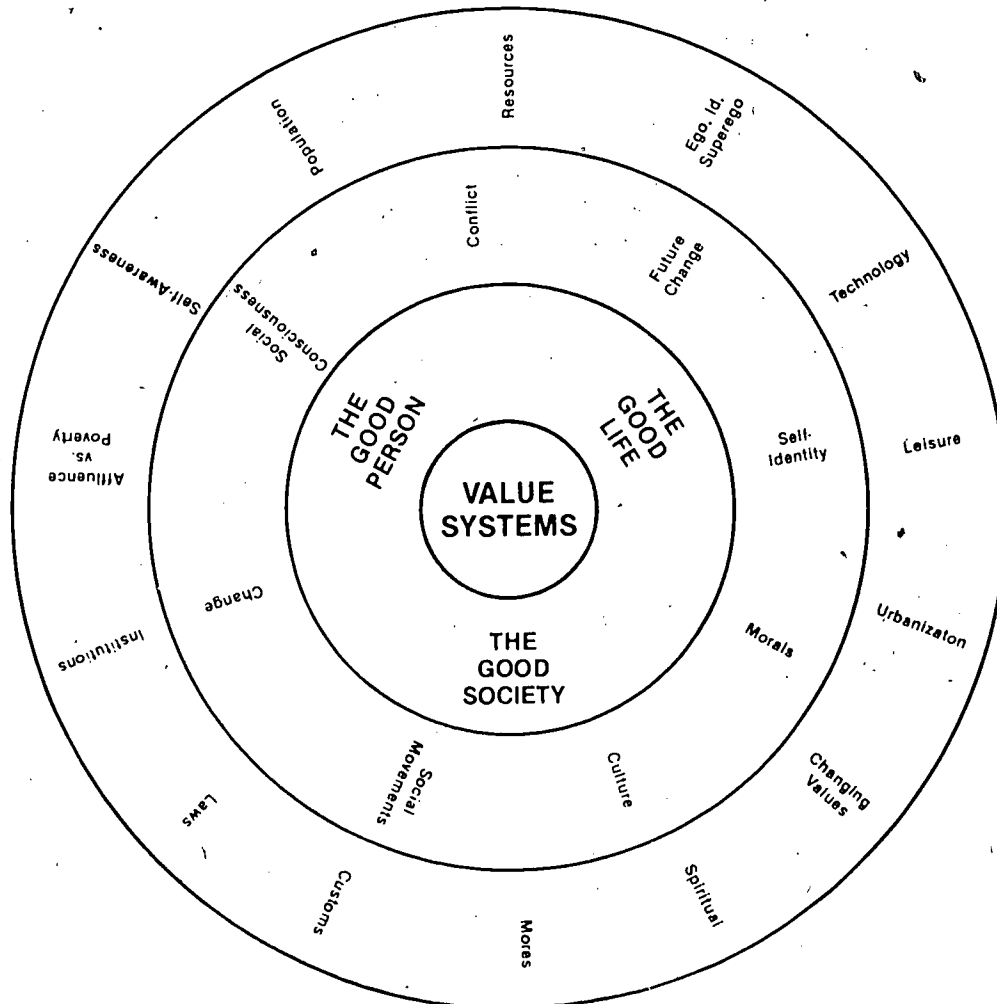 Resources
Ego. Id.
Superego
Technology
Leisure
Urbanizaton
Changing
Values
Spiritual
Mores
Customs
Laws
Institutions
Affluence
vs.
Poverty
Self-Awareness
Population
Conflict
Future
Change
Self-
Identity
Morals
Culture
Social
Movements
Change
Social
Consciousness
THE
GOOD
PERSON
THE
GOOD
LIFE
THE
GOOD
SOCIETY
VALUE
SYSTEMS